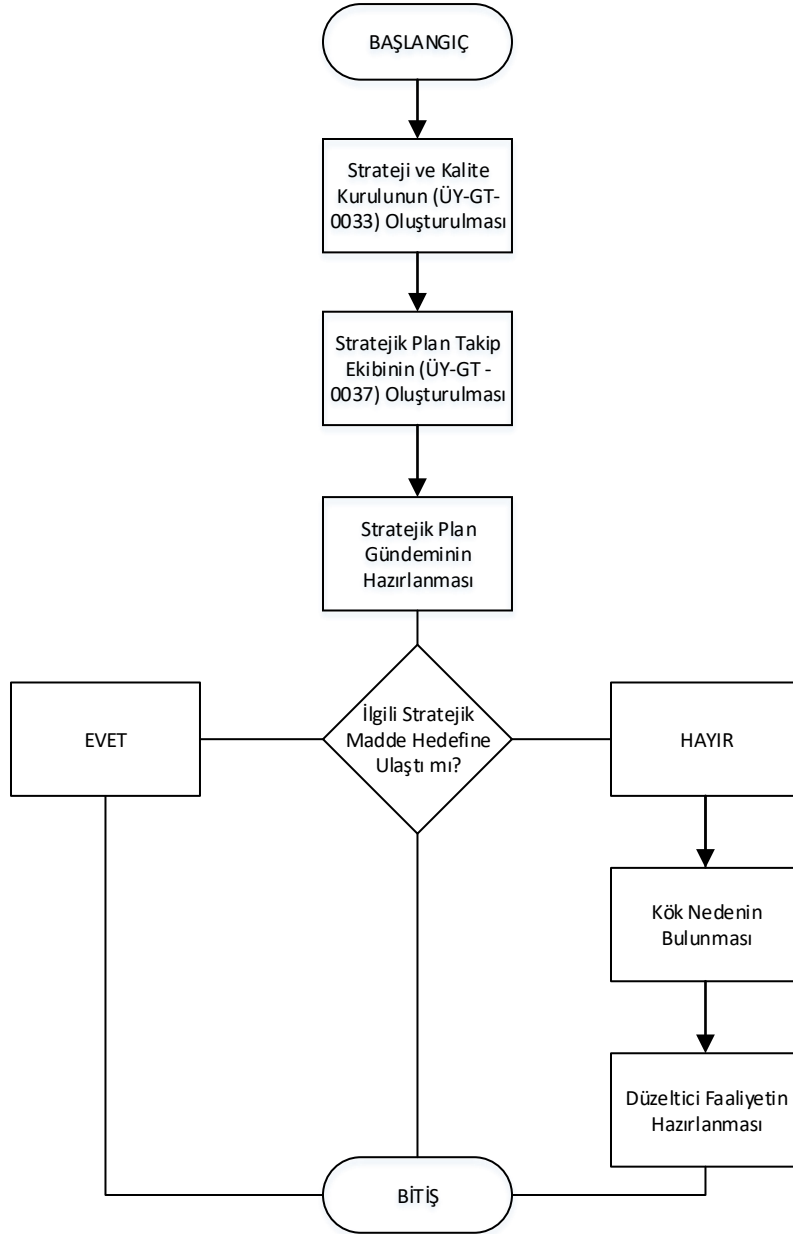 BAŞLANGIÇ
Strateji ve Kalite
Kurulunun (ÜY-GT-
0033) Oluşturulması
Stratejik Plan Takip
Ekibinin (ÜY-GT -
0037) Oluşturulması
Stratejik Plan
Gündeminin
Hazırlanması
EVET
İlgili Stratejik
Madde Hedefine
Ulaştı mı?
HAYIR
Kök Nedenin
Bulunması
Düzeltici Faaliyetin
Hazırlanması
BİTİŞ